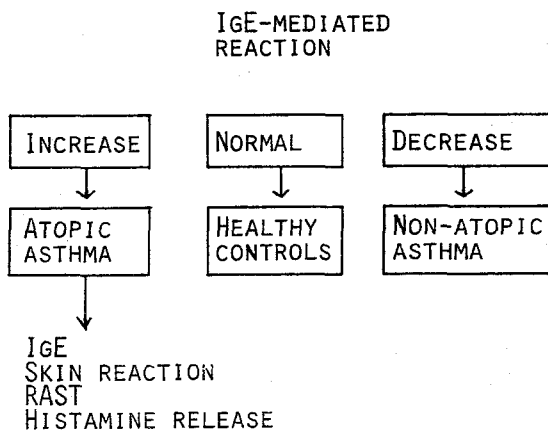 IgE-MEDIATED
REACTION
INCREASE
NORMAL
DECREASE
ATOPIC
ASTHMA
HEALTHY
CONTROLS
NON-ATOPIC
ASTHMA
IgE
SKIN REACTION
RAST
HISTAMINE RELEASE